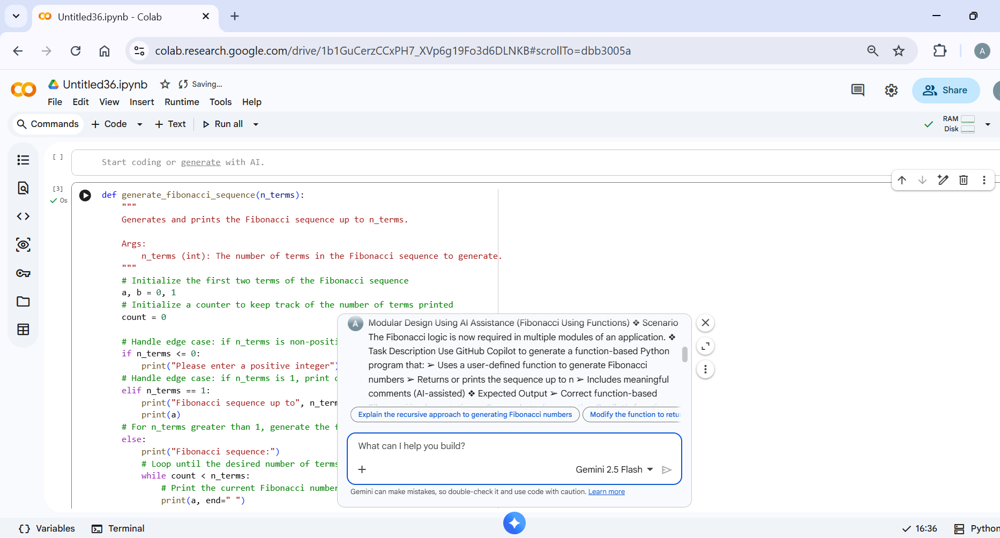 Untitled36.ipynb - Colab
colab.research.google.com/drive/1b1GuCerzCCxPH7_XVp6g19Fo3d6DLNKB#scrollTo=dbb3005a
A
Untitled36.ipynb
Saving...
File Edit View Insert Runtime Tools Help
Share
Commands + Code + Text Run all
RAM
Disk
[ ]
Start coding or generate with AI.
[3]
0s
def generate_fibonacci_sequence(n_terms):
"""
Generates and prints the Fibonacci sequence up to n_terms.
Args:
n_terms (int): The number of terms in the Fibonacci sequence to generate.
"""
# Initialize the first two terms of the Fibonacci sequence
a, b = 0, 1
# Initialize a counter to keep track of the number of terms printed
count = 0
# Handle edge case: if n_terms is non-positi
if n_terms <= 0:
print("Please enter a positive integer")
# Handle edge case: if n_terms is 1, print
elif n_terms == 1:
print("Fibonacci sequence up to", n_term
print(a)
# For n_terms greater than 1, generate the
else:
print("Fibonacci sequence:")
# Loop until the desired number of terms
while count < n_terms:
# Print the current Fibonacci number
print(a, end=" ")
A
Modular Design Using AI Assistance (Fibonacci Using Functions) ❖ Scenario
The Fibonacci logic is now required in multiple modules of an application. ❖
Task Description Use GitHub Copilot to generate a function-based Python
program that: ➢ Uses a user-defined function to generate Fibonacci
numbers ➢ Returns or prints the sequence up to n ➢ Includes meaningful
comments (AI-assisted) ❖ Expected Output ➢ Correct function-based
Explain the recursive approach to generating Fibonacci numbers
Modify the function to retu
What can I help you build?
+ Gemini 2.5 Flash
Gemini can make mistakes, so double-check it and use code with caution. Learn more
{} Variables Terminal
16:36 Python